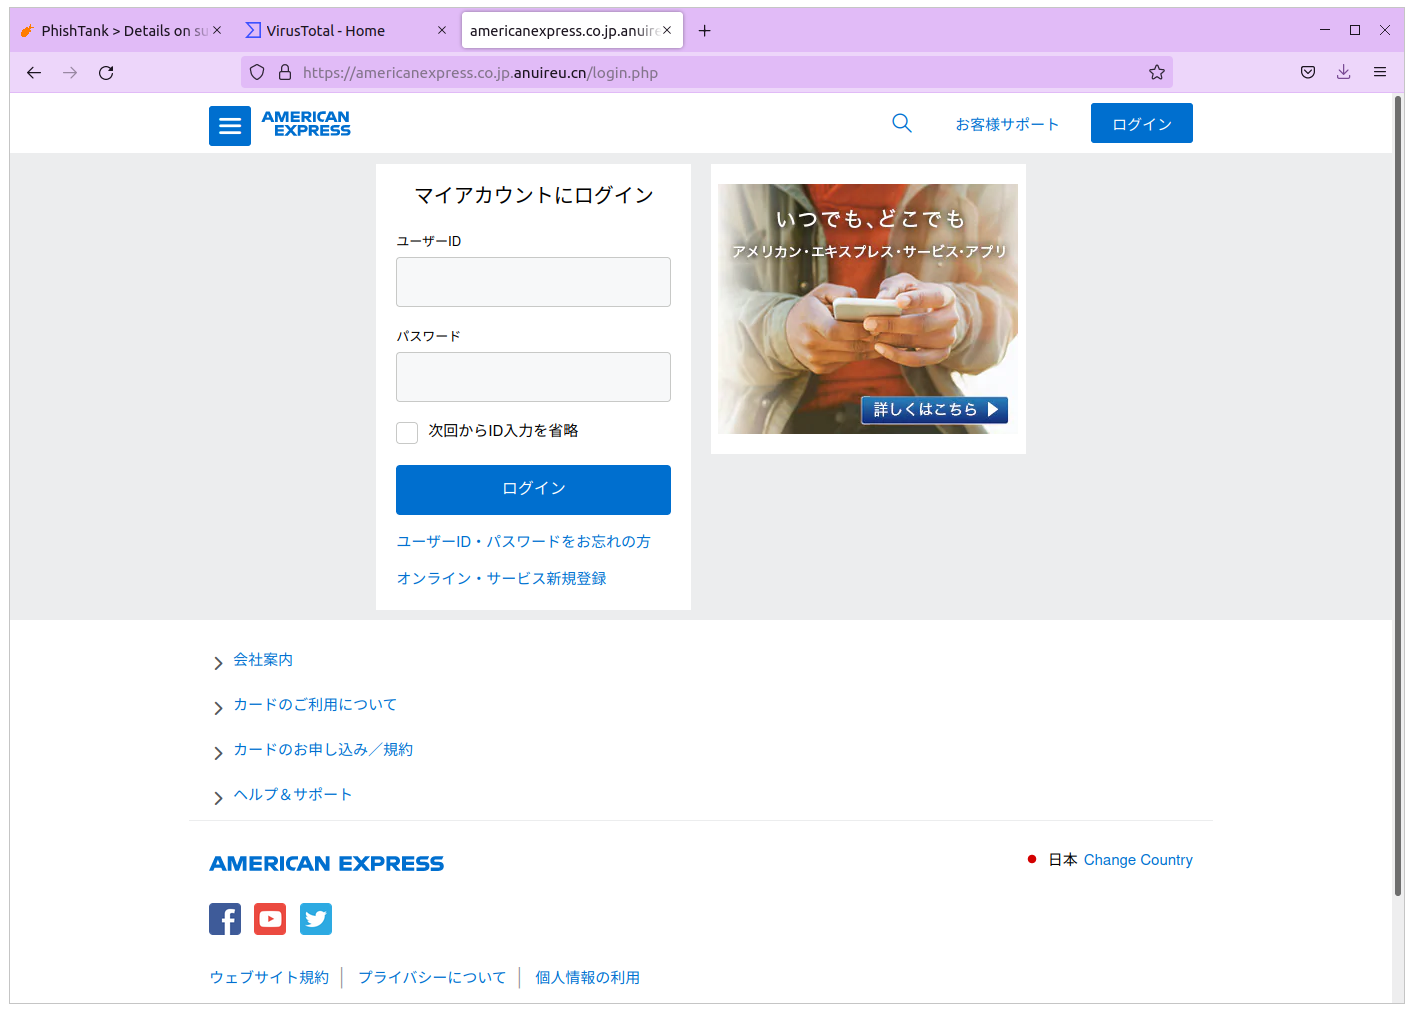 PhishTank > Details on su
VirusTotal - Home
americanexpress.co.jp.anuire
https://americanexpress.co.jp.anuireu.cn/login.php
AMERICAN
EXPRESS
お客様サポート
ログイン
マイアカウントにログイン
ユーザーID
パスワード
次回からID入力を省略
ログイン
ユーザーID・パスワードをお忘れの方
オンライン・サービス新規登録
いつでも、どこでも
アメリカン・エキスプレス・サービス・アプリ
詳しくはこちら
会社案内
カードのご利用について
カードのお申し込み／規約
ヘルプ＆サポート
AMERICAN EXPRESS
日本 Change Country
ウェブサイト規約
プライバシーについて
個人情報の利用